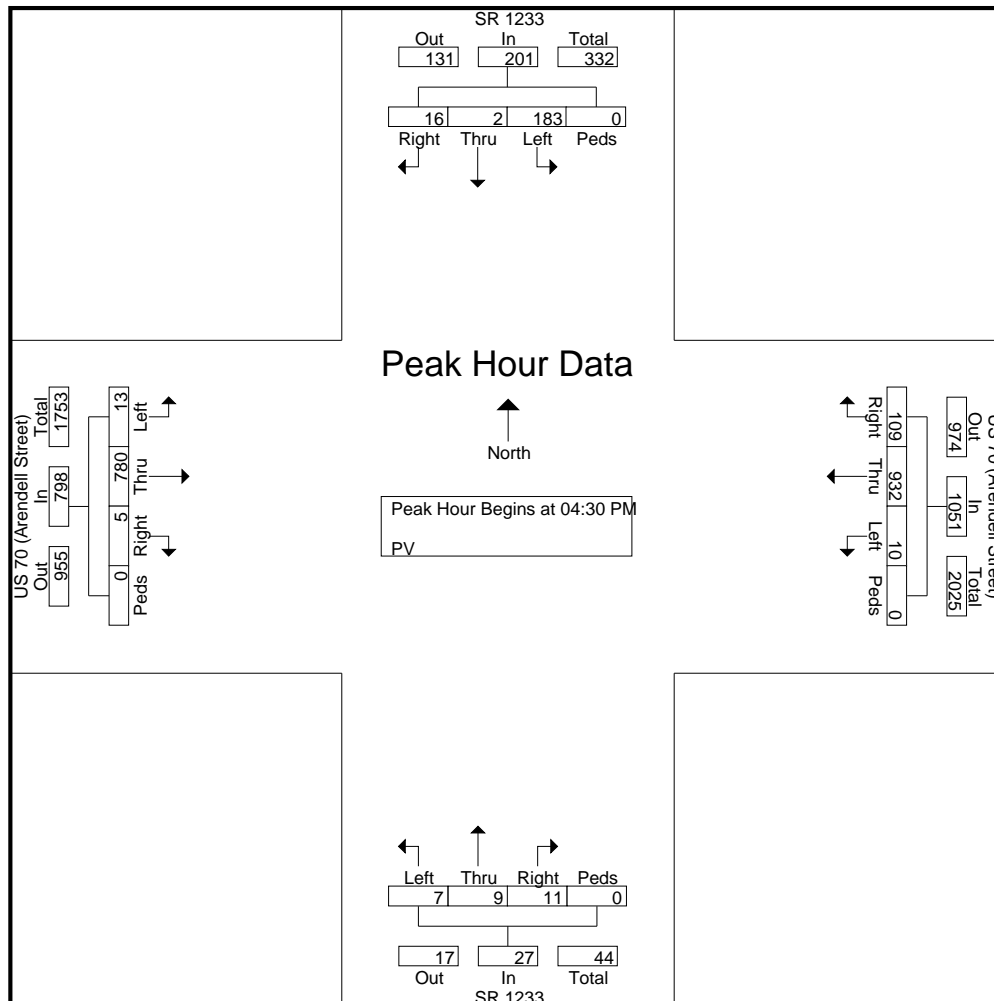 SR 1233
Out In Total
131 201 332
16 2 183 0
Right Thru Left Peds
Peak Hour Data
North
Peak Hour Begins at 04:30 PM
PV
US 70 (Arendell Street)
Total In Out
1753 798 955
13 780 5 0
Left Thru Right Peds
Right Thru Left Peds
109 932 10 0
Out In Total
974 1051 2025
US 70 (Arendell Street)
Left Thru Right Peds
7 9 11 0
17 27 44
Out In Total
SR 1233